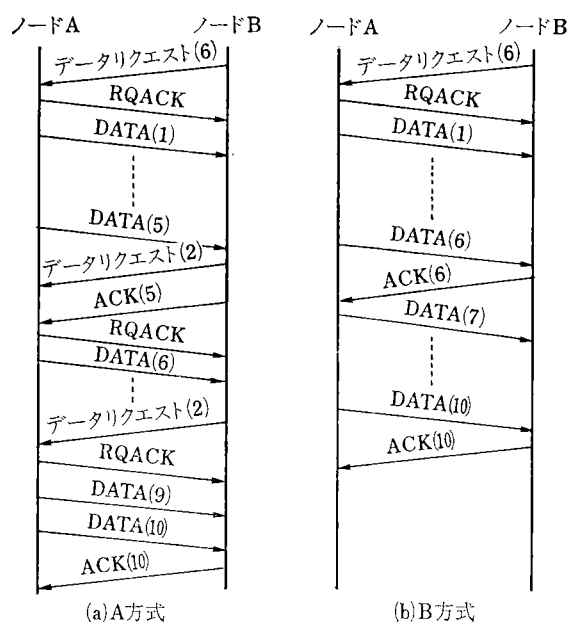 ノードA
ノードB
データリクエスト(6)
RQACK
DATA(1)
DATA(5)
データリクエスト(2)
ACK(5)
RQACK
DATA(6)
データリクエスト(2)
RQACK
DATA(9)
DATA(10)
ACK(10)
(a)A方式
ノードA
ノードB
データリクエスト(6)
RQACK
DATA(1)
DATA(6)
ACK(6)
DATA(7)
DATA(10)
ACK(10)
(b)B方式